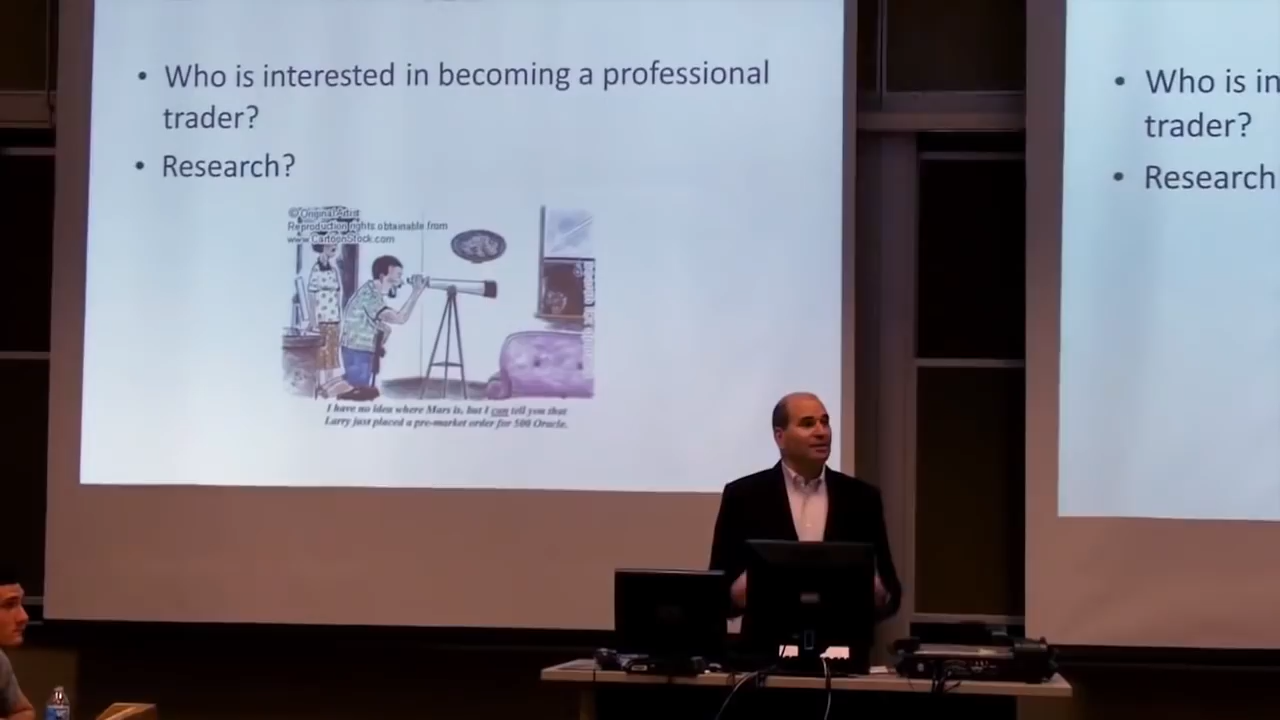 • Who is interested in becoming a professional
trader?
• Research?
© Original Artist
Reproduction rights obtainable from
www.CartoonStock.com
I have no idea where Mars is, but I can tell you that
Larry just placed a pre-market order for 500 Oracle.
• Who is in
trader?
• Research